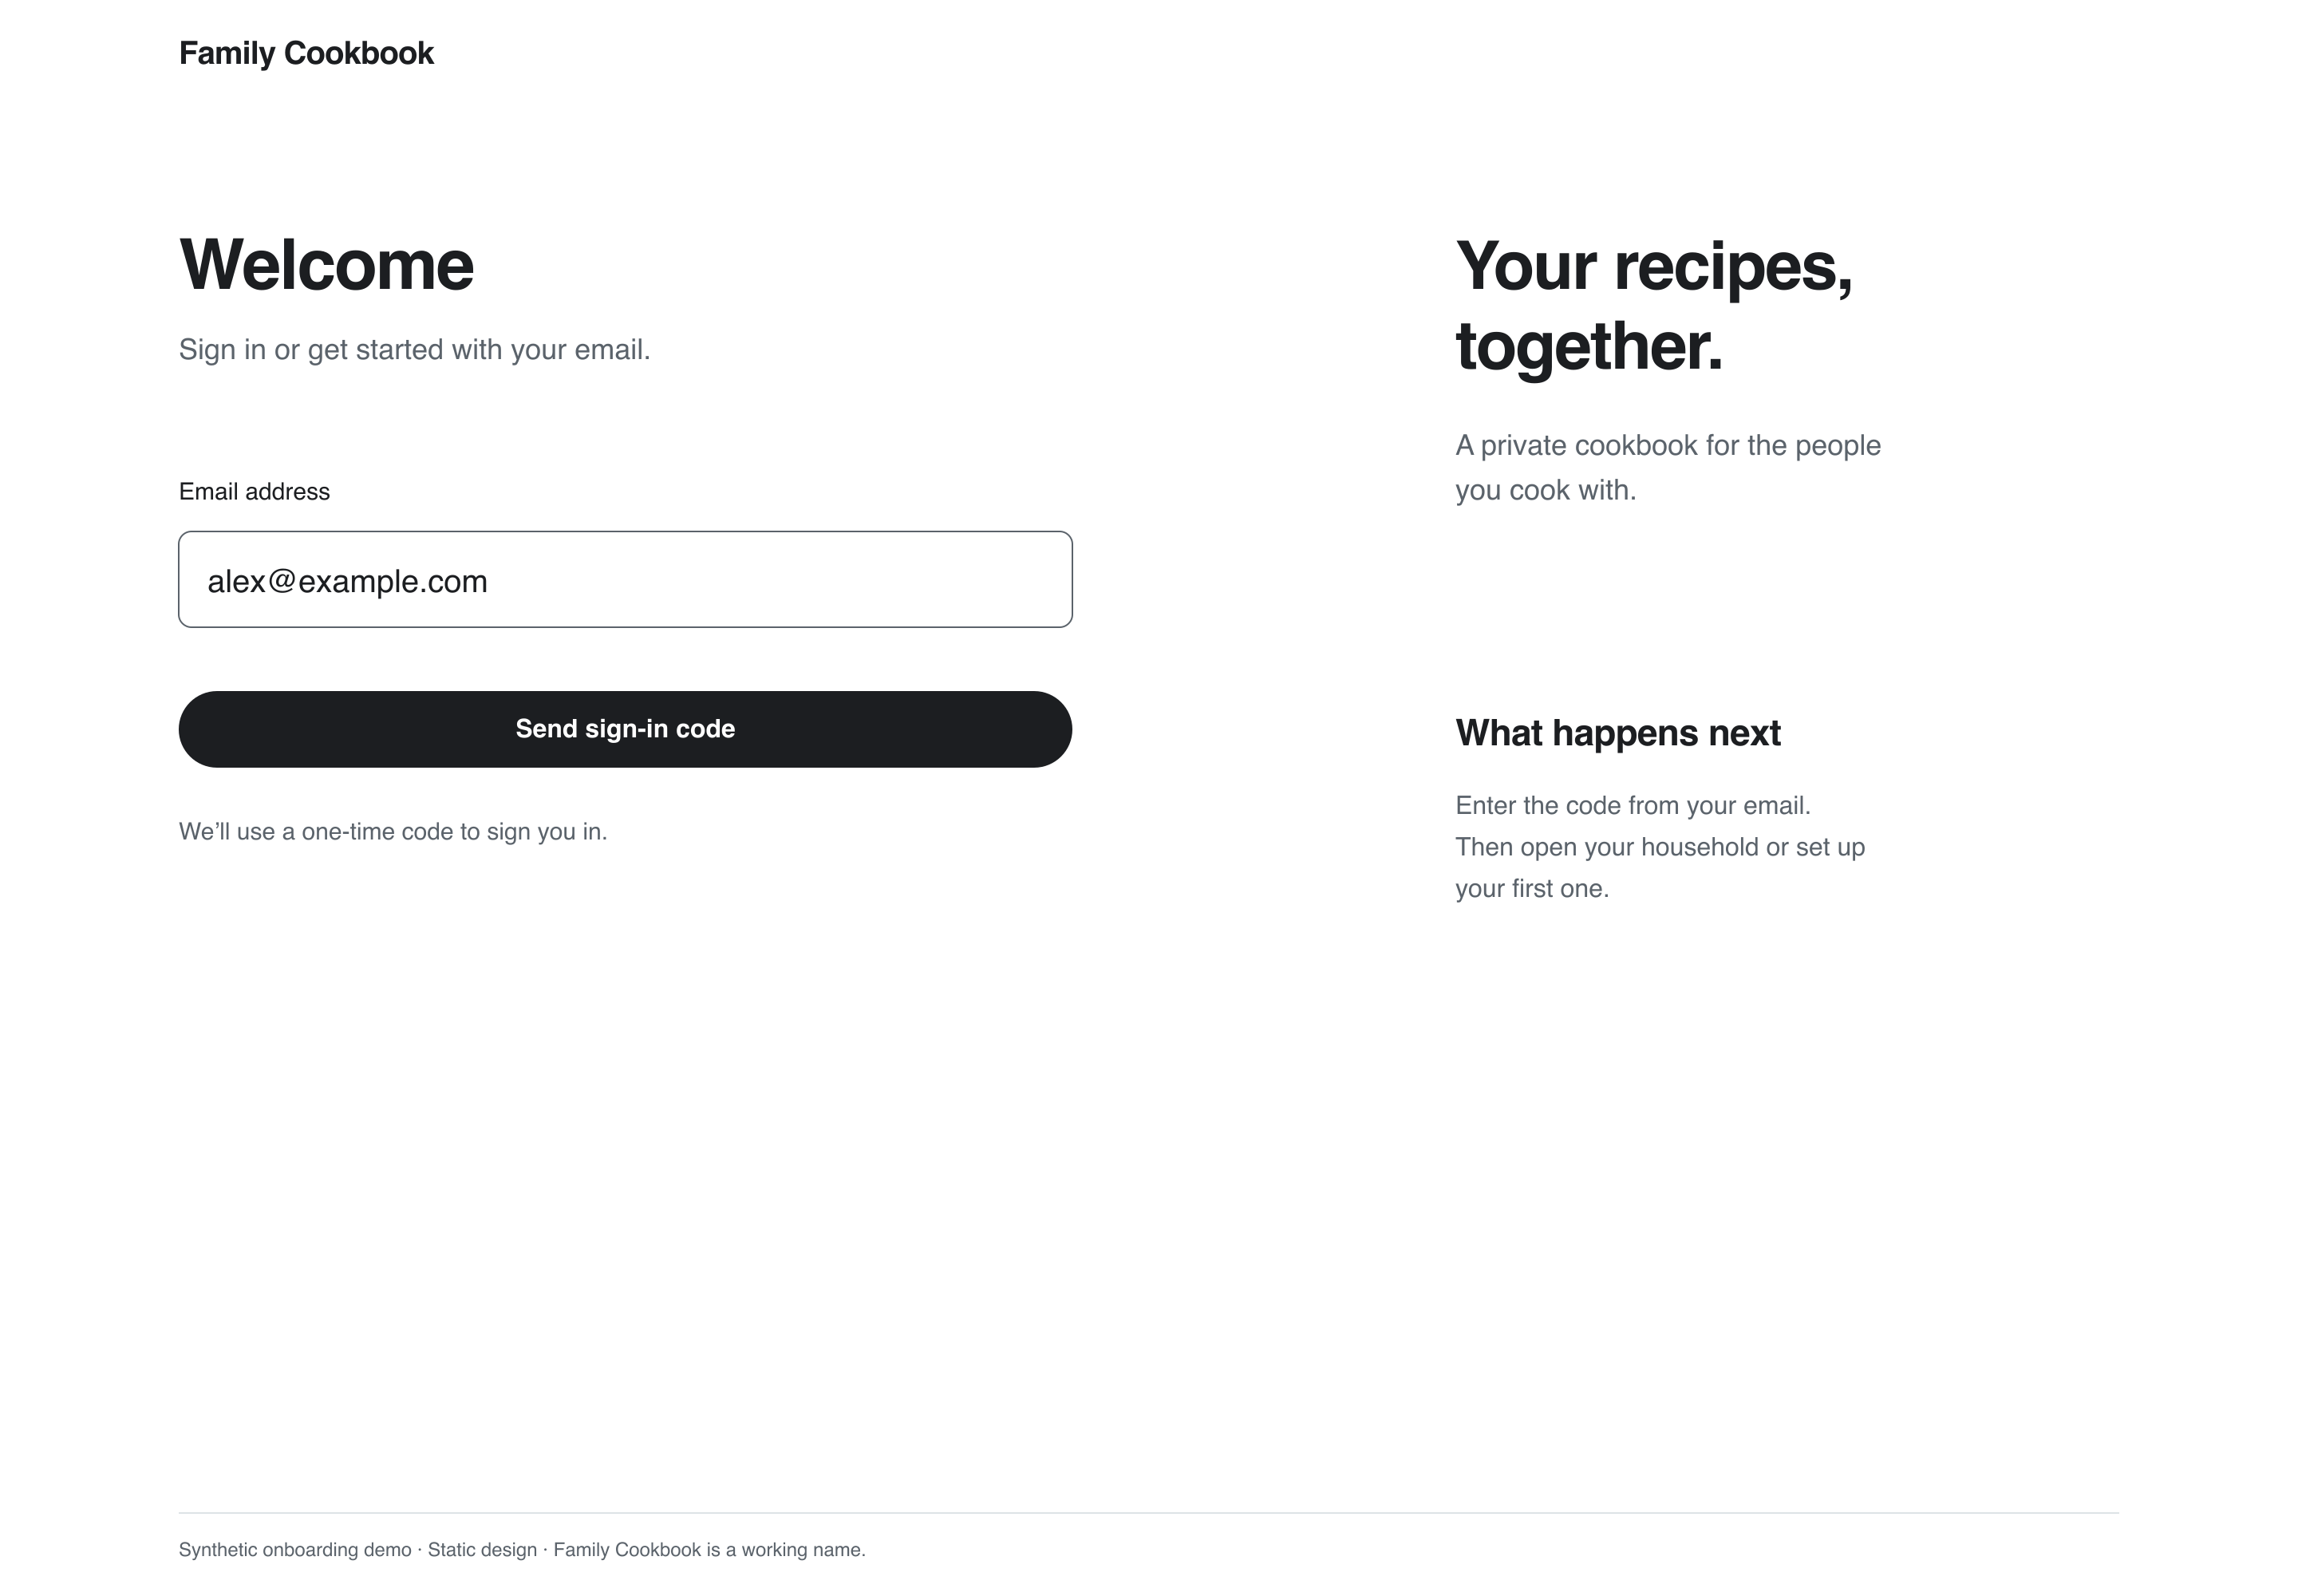 Family Cookbook
Welcome
Sign in or get started with your email.
Email address
alex@example.com
Send sign-in code
We’ll use a one-time code to sign you in.
Your recipes,
together.
A private cookbook for the people
you cook with.
What happens next
Enter the code from your email.
Then open your household or set up
your first one.
Synthetic onboarding demo · Static design · Family Cookbook is a working name.